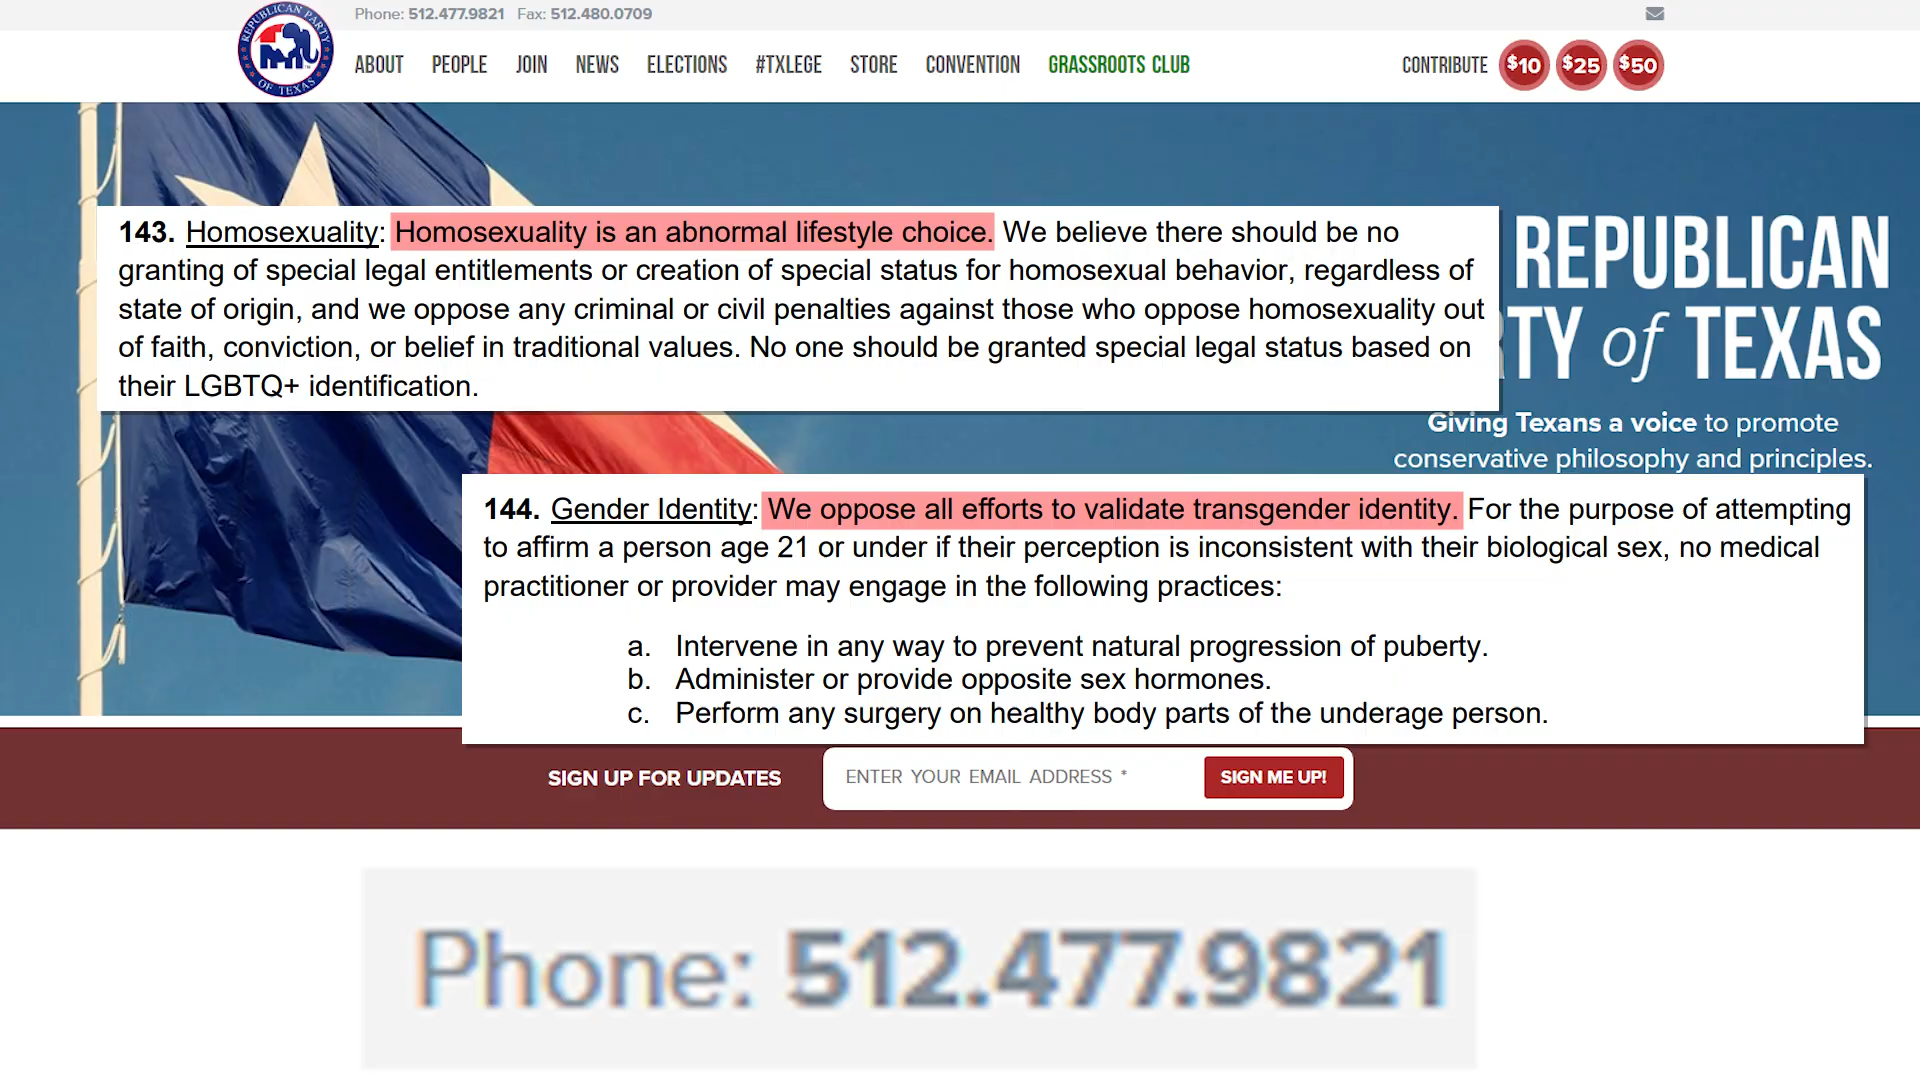 Phone: 512.477.9821 Fax: 512.480.0709
REPUBLICAN PARTY
OF TEXAS
ABOUT PEOPLE JOIN NEWS ELECTIONS #TXLEGE STORE CONVENTION GRASSROOTS CLUB CONTRIBUTE $10 $25 $50
143. Homosexuality: Homosexuality is an abnormal lifestyle choice. We believe there should be no
granting of special legal entitlements or creation of special status for homosexual behavior, regardless of
state of origin, and we oppose any criminal or civil penalties against those who oppose homosexuality out
of faith, conviction, or belief in traditional values. No one should be granted special legal status based on
their LGBTQ+ identification.
REPUBLICAN
TY of TEXAS
Giving Texans a voice to promote
conservative philosophy and principles.
144. Gender Identity: We oppose all efforts to validate transgender identity. For the purpose of attempting
to affirm a person age 21 or under if their perception is inconsistent with their biological sex, no medical
practitioner or provider may engage in the following practices:
a. Intervene in any way to prevent natural progression of puberty.
b. Administer or provide opposite sex hormones.
c. Perform any surgery on healthy body parts of the underage person.
SIGN UP FOR UPDATES ENTER YOUR EMAIL ADDRESS * SIGN ME UP!
Phone: 512.477.9821